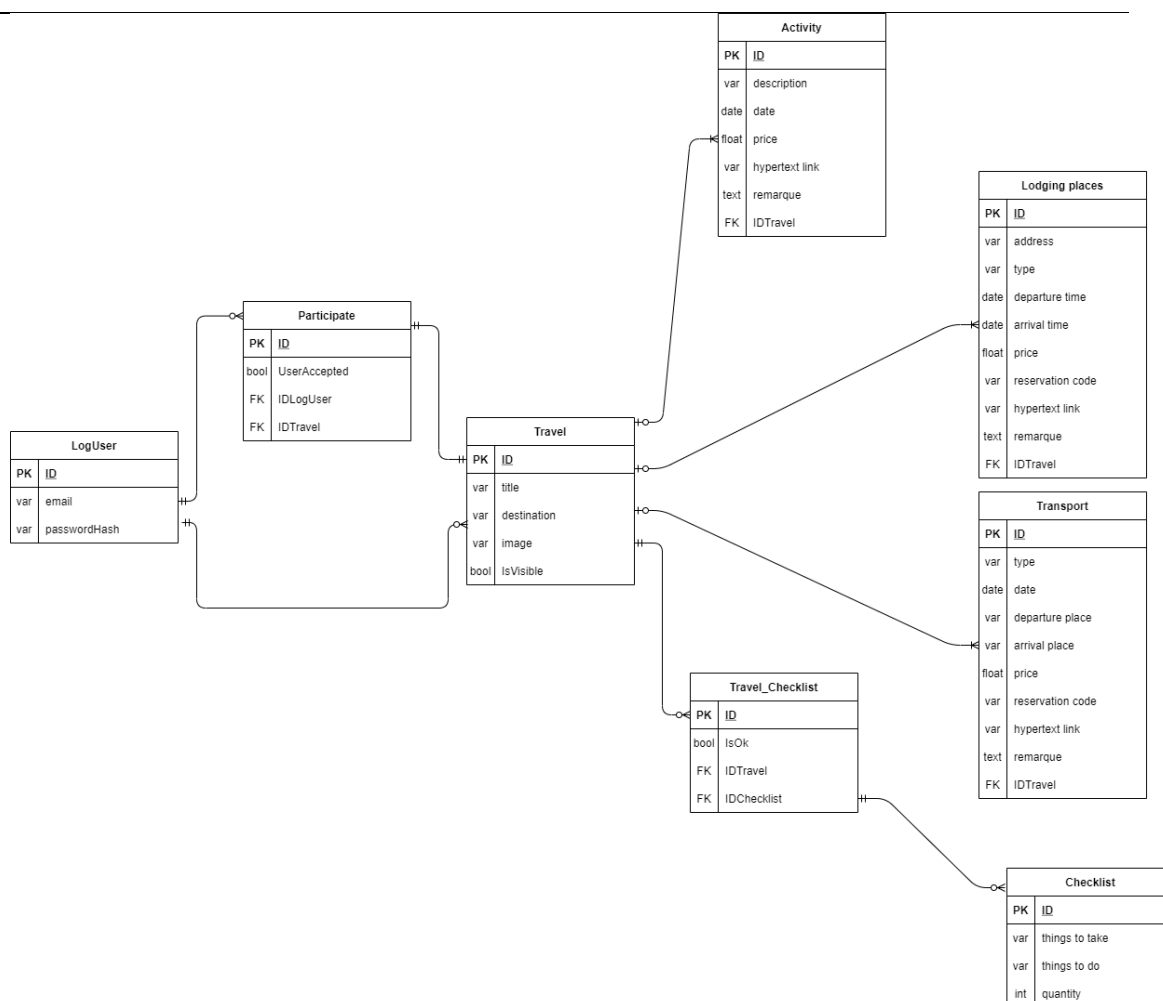 Activity
PK ID
var description
date date
float price
var hypertext link
text remarque
FK IDTravel
Lodging places
PK ID
var address
var type
date departure time
date arrival time
float price
var reservation code
var hypertext link
text remarque
FK IDTravel
Participate
PK ID
bool UserAccepted
FK IDLogUser
FK IDTravel
LogUser
PK ID
var email
var passwordHash
Travel
PK ID
var title
var destination
var image
bool IsVisible
Transport
PK ID
var type
date date
var departure place
var arrival place
float price
var reservation code
var hypertext link
text remarque
FK IDTravel
Travel_Checklist
PK ID
bool IsOk
FK IDTravel
FK IDChecklist
Checklist
PK ID
var things to take
var things to do
int quantity